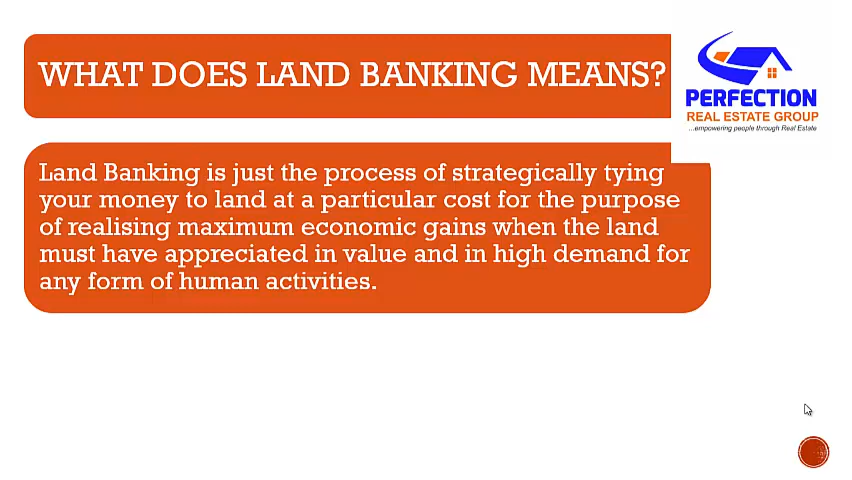 WHAT DOES LAND BANKING MEANS?
PERFECTION
REAL ESTATE GROUP
...empowering people through Real Estate
Land Banking is just the process of strategically tying
your money to land at a particular cost for the purpose
of realising maximum economic gains when the land
must have appreciated in value and in high demand for
any form of human activities.